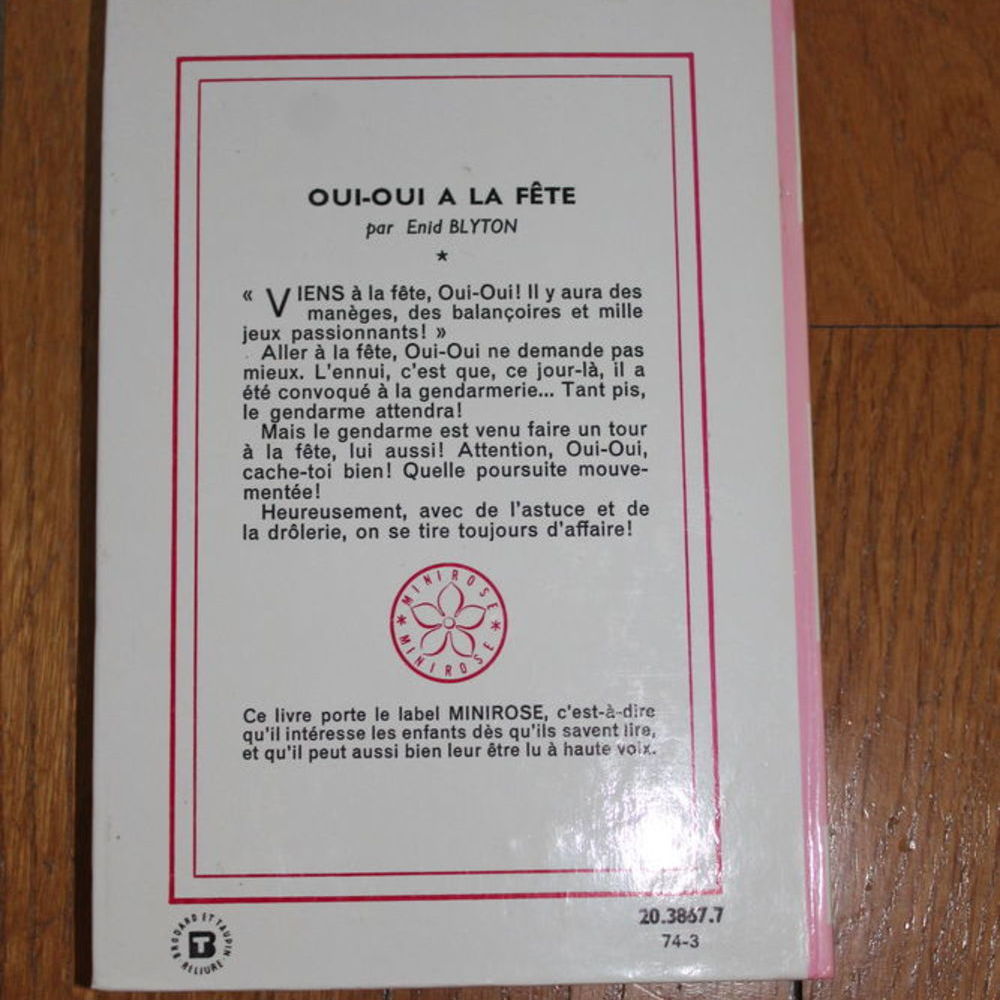 OUI-OUI A LA FÊTE
par Enid BLYTON
★
« VIENS à la fête, Oui-Oui! Il y aura des
manèges, des balançoires et mille
jeux passionnants! »
Aller à la fête, Oui-Oui ne demande pas
mieux. L'ennui, c'est que, ce jour-là, il a
été convoqué à la gendarmerie... Tant pis,
le gendarme attendra!
Mais le gendarme est venu faire un tour
à la fête, lui aussi! Attention, Oui-Oui,
cache-toi bien! Quelle poursuite mouve-
mentée!
Heureusement, avec de l'astuce et de
la drôlerie, on se tire toujours d'affaire!
MINIROSE * MINIROSE *
Ce livre porte le label MINIROSE, c'est-à-dire
qu'il intéresse les enfants dès qu'ils savent lire,
et qu'il peut aussi bien leur être lu à haute voix.
20.3867.7
74-3
BRODARD ET TAUPIN
BT
RELIURE